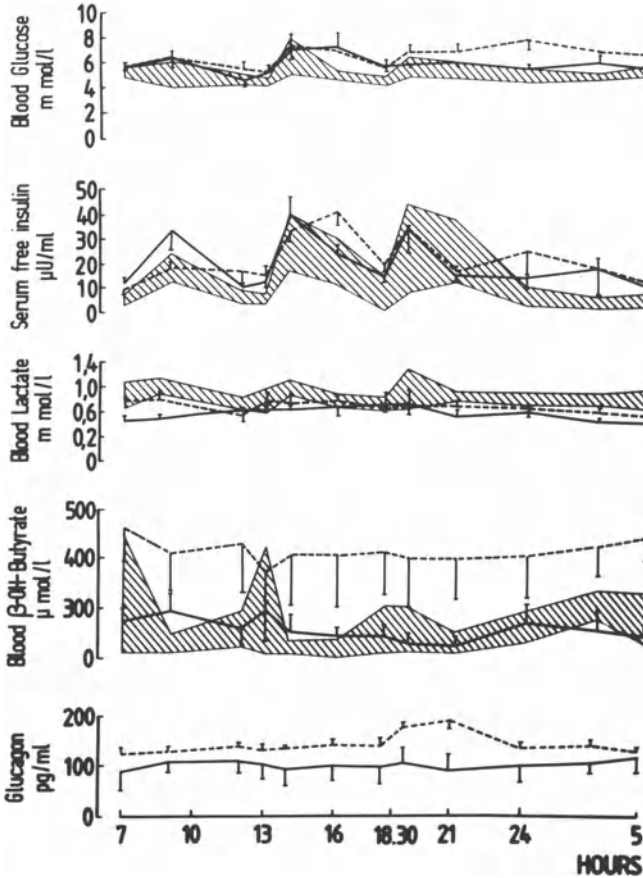 Blood Glucose
m mol/l
10
8
6
4
2
0
Serum free insulin
µU/ml
50
40
30
20
10
0
Blood Lactate
m mol/l
1,4
1,0
0,6
0,2
0
Blood β-OH-Butyrate
µ mol/l
500
400
300
0
Glucagon
pg/ml
200
100
0
7 10 13 16 18.30 21 24 5
HOURS